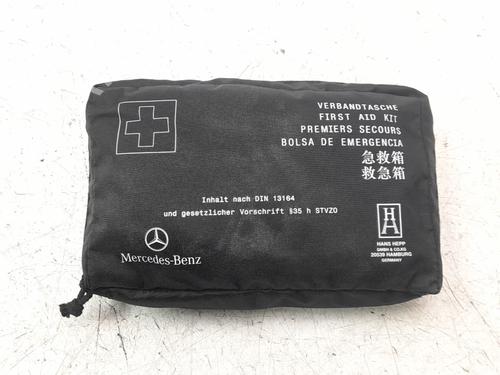 VERBANDTASCHE
FIRST AID KIT
PREMIERS SECOURS
BOLSA DE EMERGENCIA
急救箱
救急箱
Inhalt nach DIN 13164
und gesetzlicher Vorschrift §35 h STVZO
Mercedes-Benz
HANS HEPP
GMBH & CO.KG
20539 HAMBURG
GERMANY